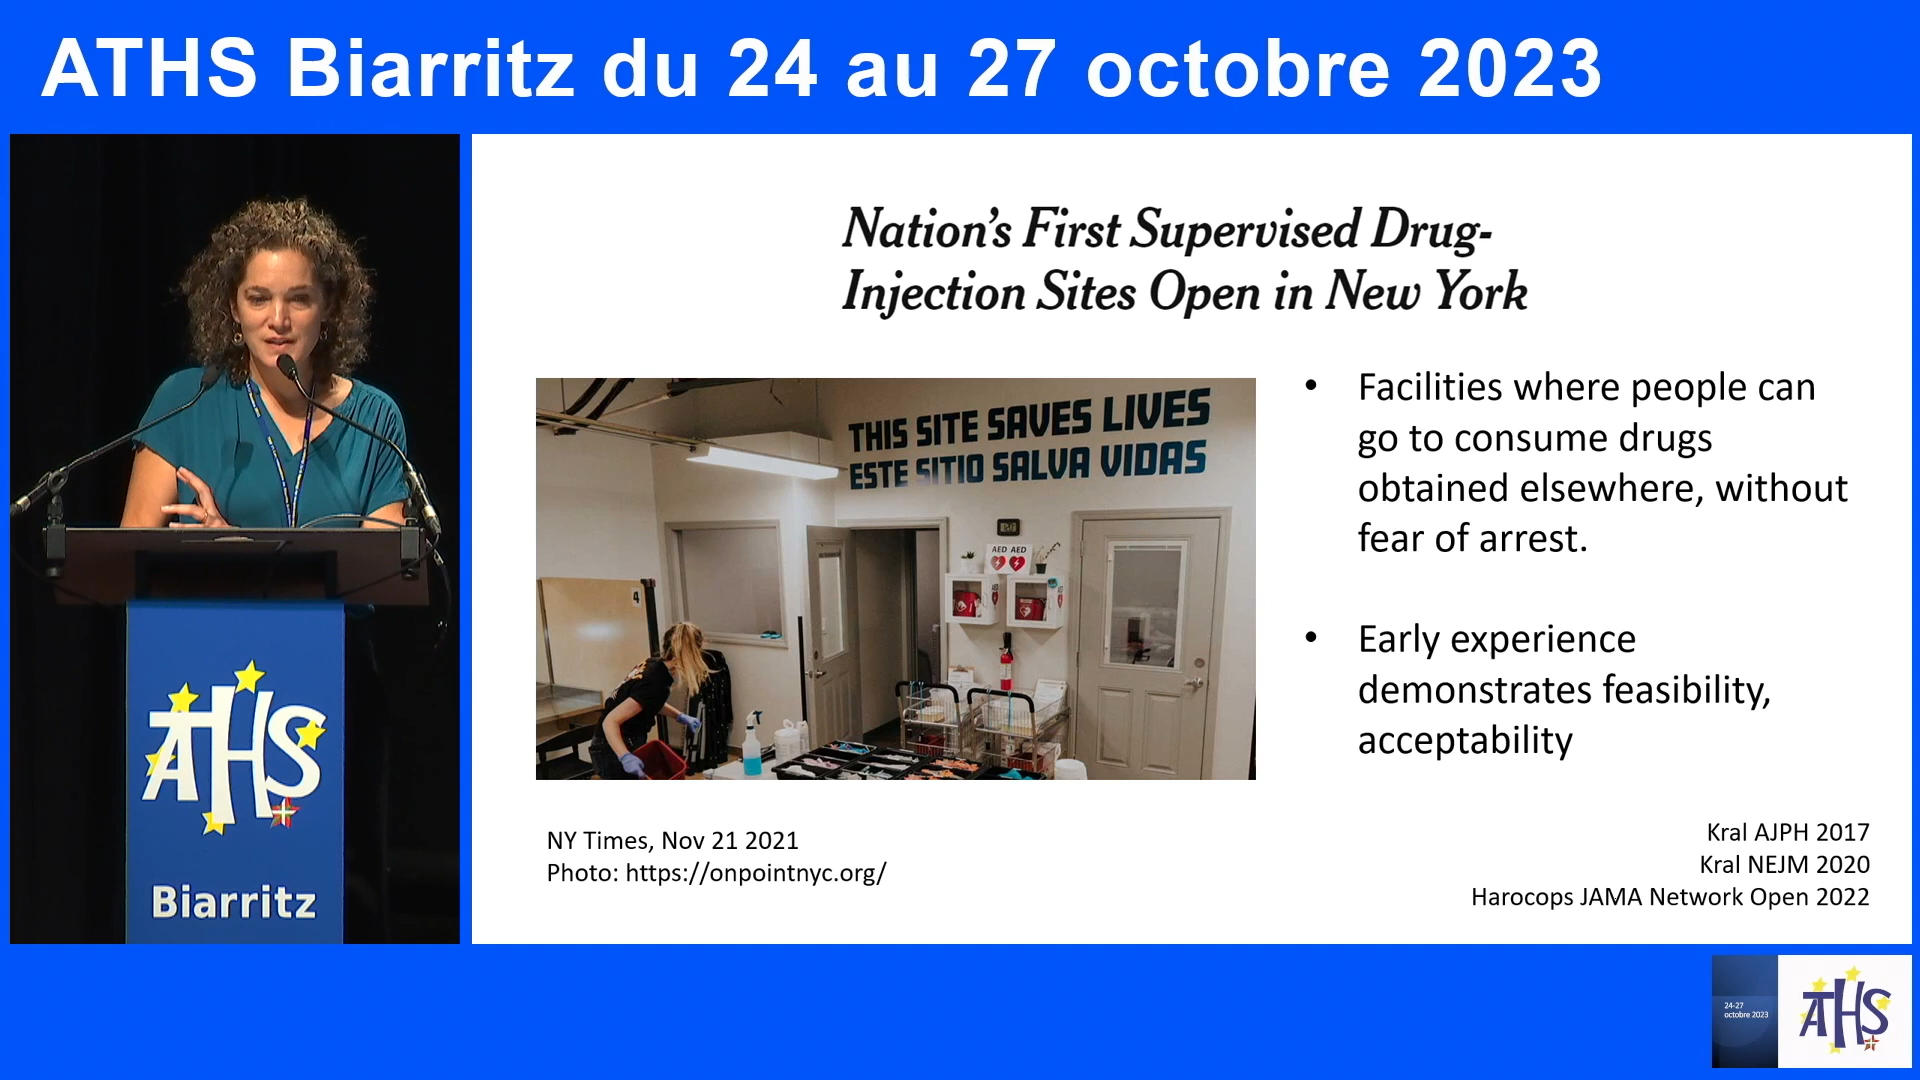 ATHS Biarritz du 24 au 27 octobre 2023
Nation's First Supervised Drug-
Injection Sites Open in New York
THIS SITE SAVES LIVES
ESTE SITIO SALVA VIDAS
AED AED
4
• Facilities where people can
go to consume drugs
obtained elsewhere, without
fear of arrest.
• Early experience
demonstrates feasibility,
acceptability
NY Times, Nov 21 2021
Photo: https://onpointnyc.org/
Kral AJPH 2017
Kral NEJM 2020
Harocops JAMA Network Open 2022
ATHS
Biarritz
24-27
octobre 2023
ATHS